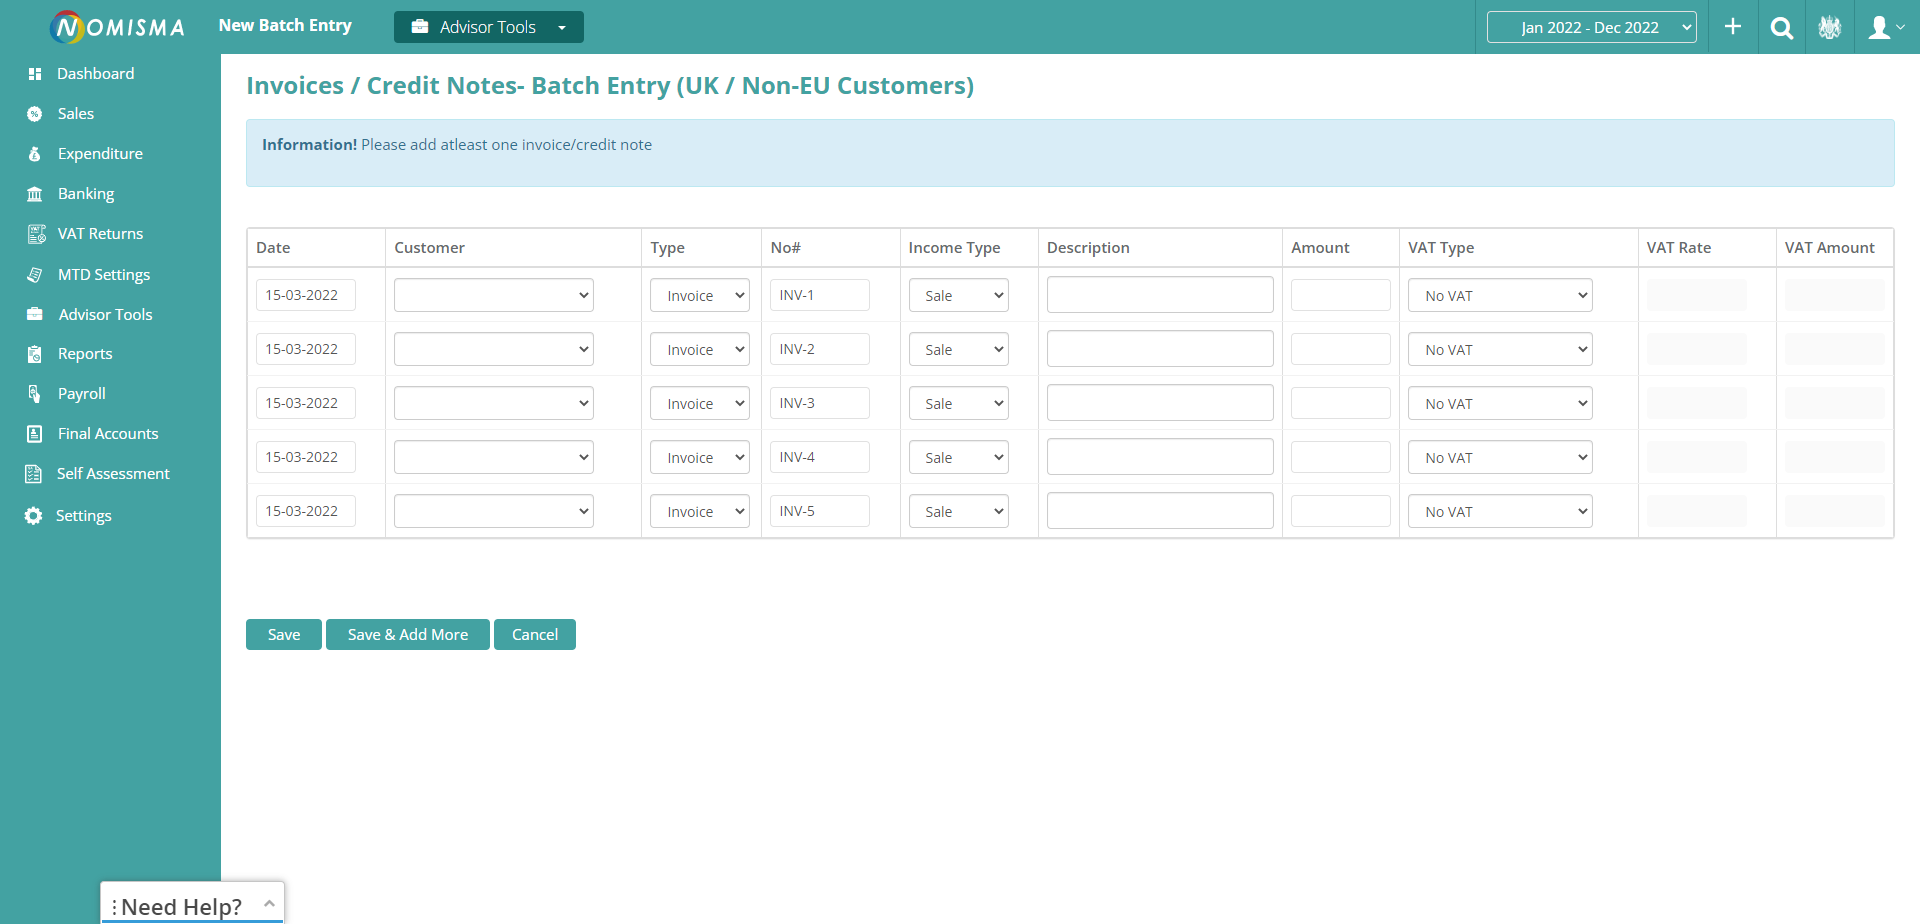 NOMISMA New Batch Entry Advisor Tools Jan 2022 - Dec 2022
Dashboard
Sales
Expenditure
Banking
VAT Returns
MTD Settings
Advisor Tools
Reports
Payroll
Final Accounts
Self Assessment
Settings
Invoices / Credit Notes- Batch Entry (UK / Non-EU Customers)
Information! Please add atleast one invoice/credit note
Date Customer Type No# Income Type Description Amount VAT Type VAT Rate VAT Amount
15-03-2022 Invoice INV-1 Sale No VAT
15-03-2022 Invoice INV-2 Sale No VAT
15-03-2022 Invoice INV-3 Sale No VAT
15-03-2022 Invoice INV-4 Sale No VAT
15-03-2022 Invoice INV-5 Sale No VAT
Save Save & Add More Cancel
Need Help?